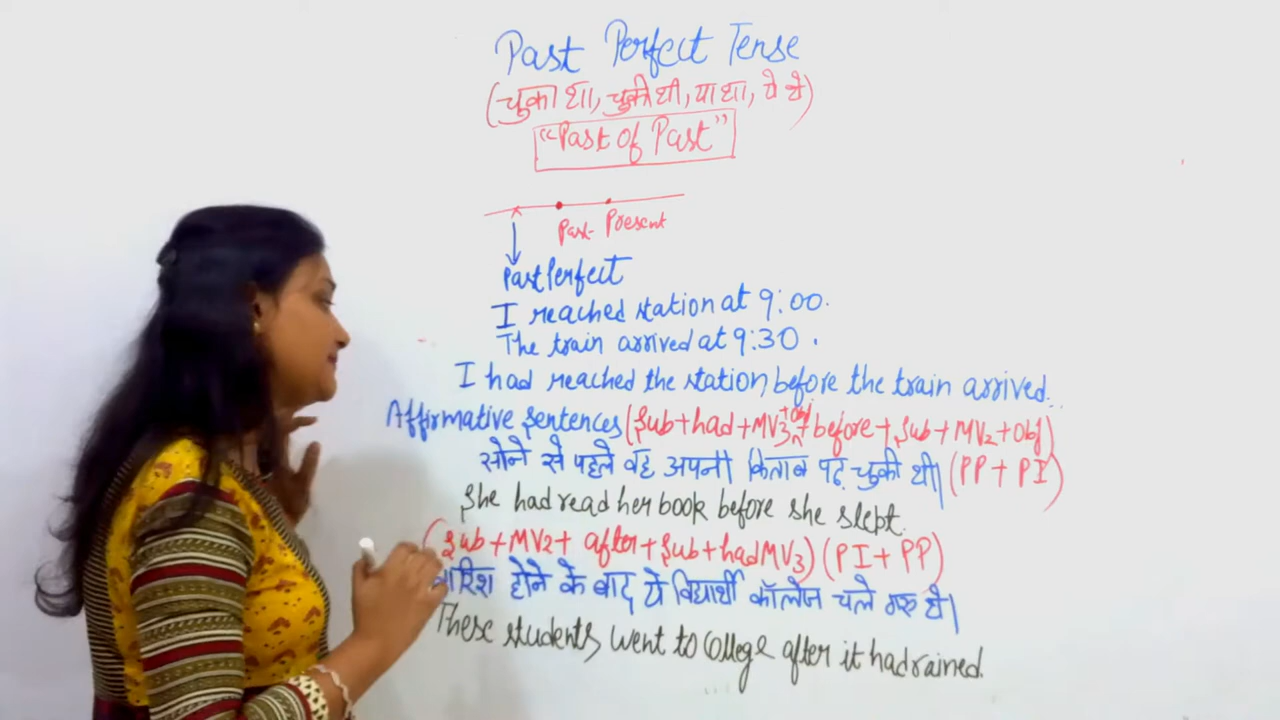 Past Perfect Tense
(चुका था, चुकी थी, या था, ये थे)
"Past of Past"
Past Present
Past Perfect
I reached station at 9:00.
The train arrived at 9:30.
I had reached the station before the train arrived.
Affirmative sentences (Sub+had+MV3+obj+before+Sub+MV2+Obj)
सोने से पहले वह अपनी किताब पढ़ चुकी थी। (PP+PI)
She had read her book before she slept.
(Sub+MV2+after+Sub+hadMV3) (PI+PP)
बारिश होने के बाद ये विद्यार्थी कॉलेज चले गए थे।
These students went to College after it had rained.